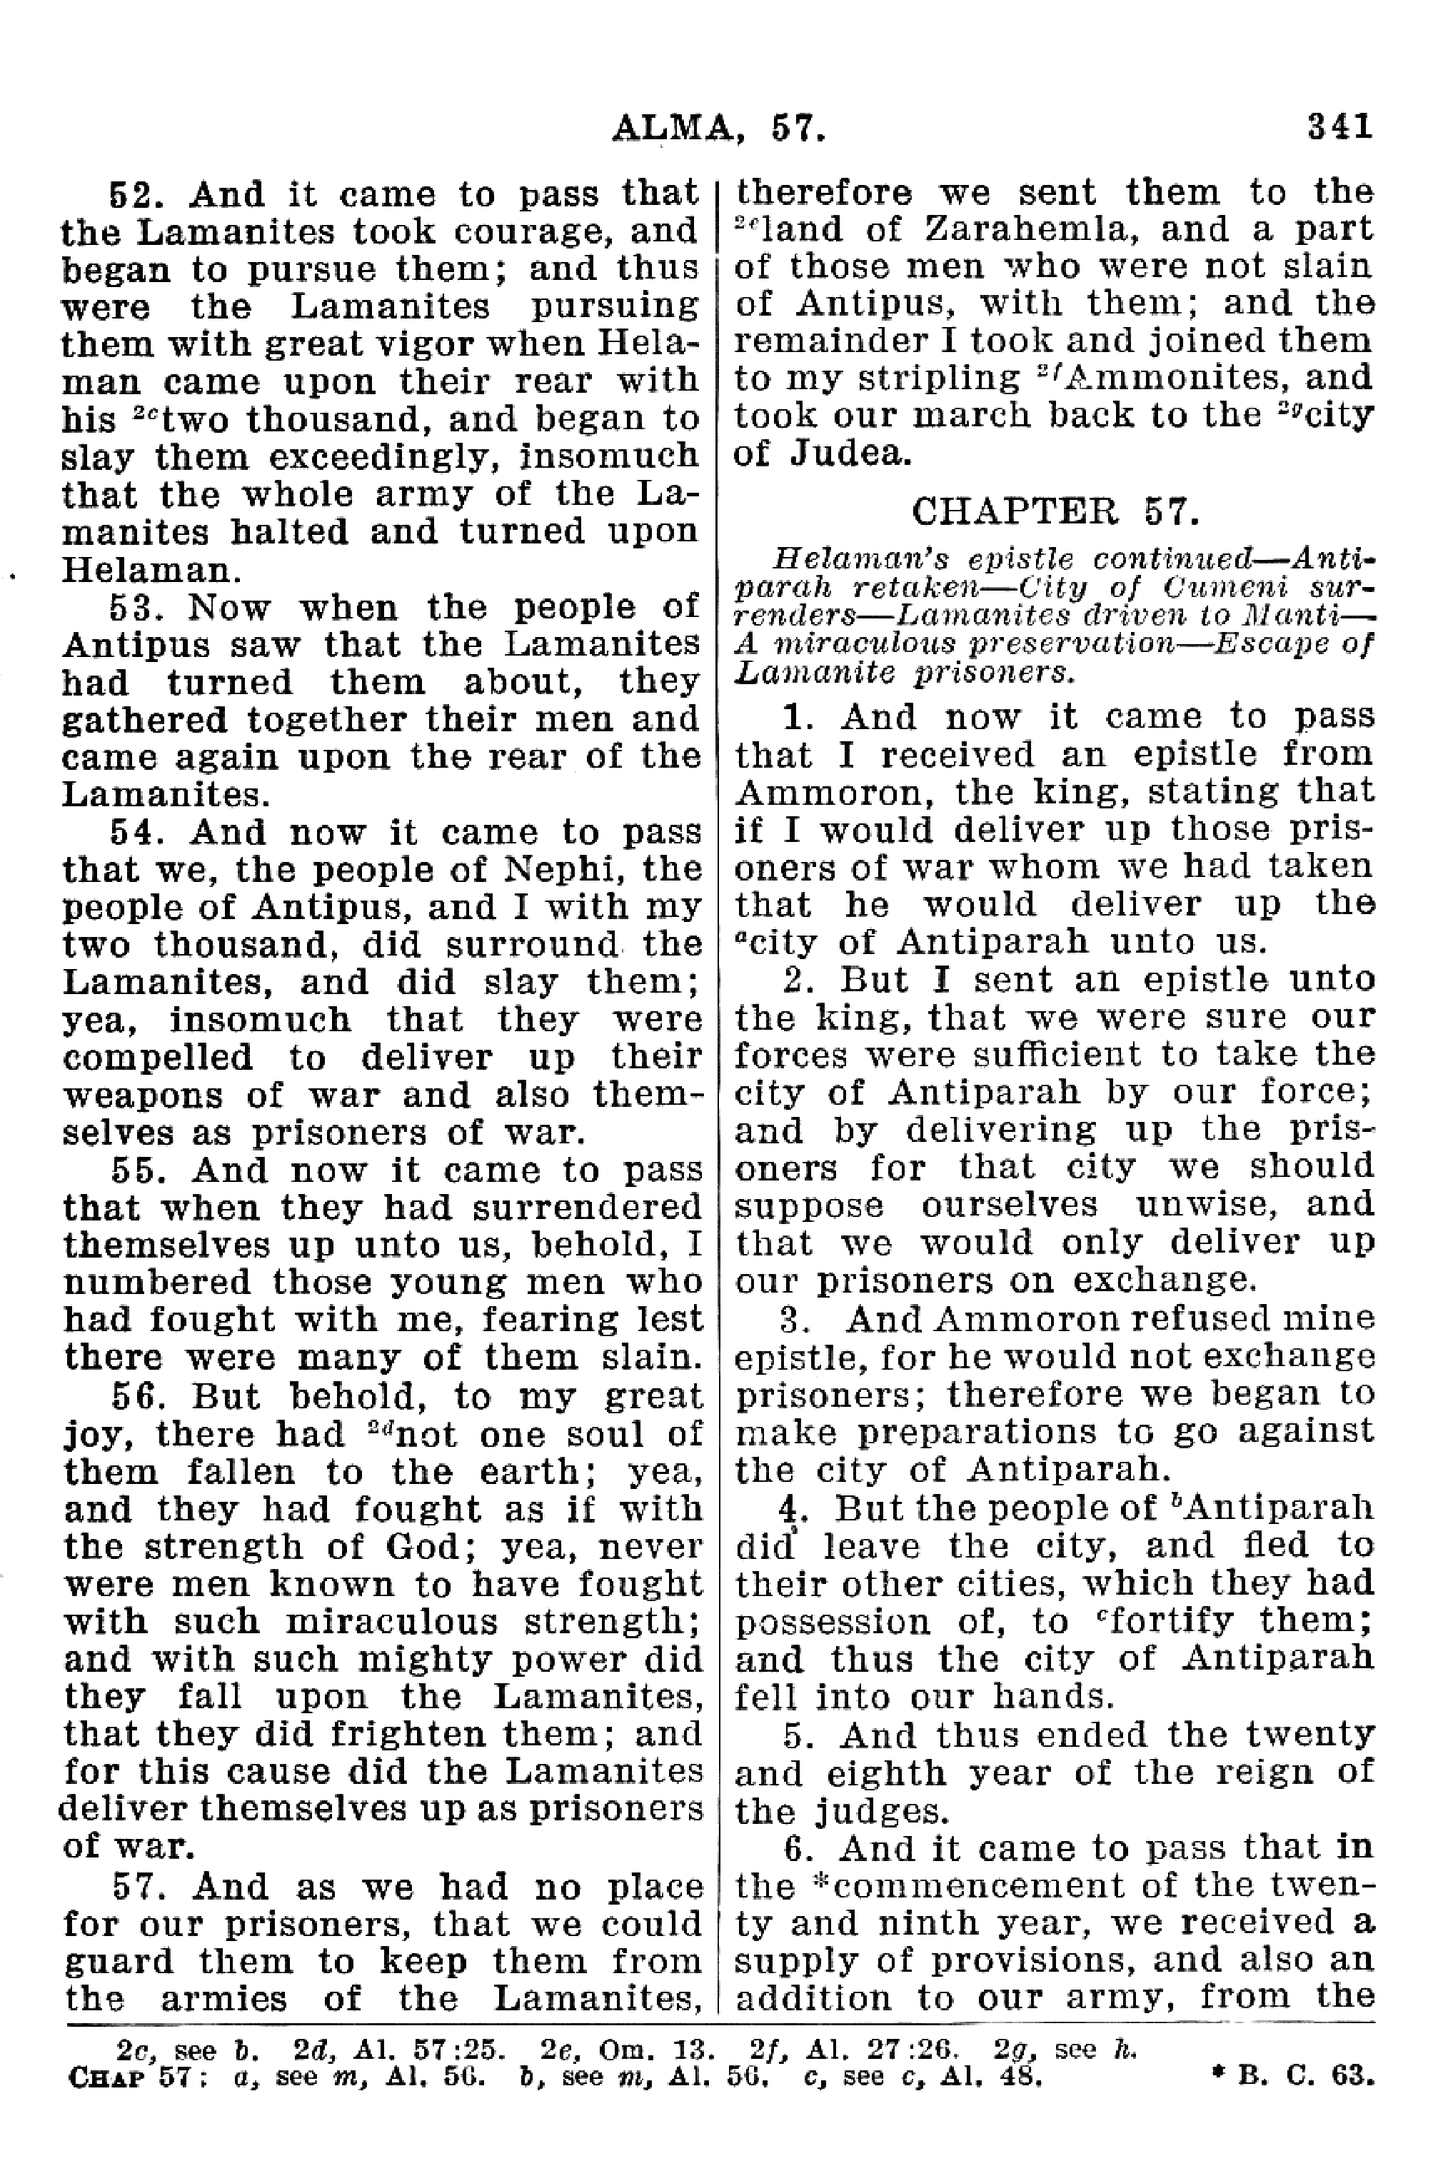 ALMA, 57. 341
52. And it came to pass that
the Lamanites took courage, and
began to pursue them; and thus
were the Lamanites pursuing
them with great vigor when Hela-
man came upon their rear with
his 2ctwo thousand, and began to
slay them exceedingly, insomuch
that the whole army of the La-
manites halted and turned upon
Helaman.
53. Now when the people of
Antipus saw that the Lamanites
had turned them about, they
gathered together their men and
came again upon the rear of the
Lamanites.
54. And now it came to pass
that we, the people of Nephi, the
people of Antipus, and I with my
two thousand, did surround the
Lamanites, and did slay them;
yea, insomuch that they were
compelled to deliver up their
weapons of war and also them-
selves as prisoners of war.
55. And now it came to pass
that when they had surrendered
themselves up unto us, behold, I
numbered those young men who
had fought with me, fearing lest
there were many of them slain.
56. But behold, to my great
joy, there had 2dnot one soul of
them fallen to the earth; yea,
and they had fought as if with
the strength of God; yea, never
were men known to have fought
with such miraculous strength;
and with such mighty power did
they fall upon the Lamanites,
that they did frighten them; and
for this cause did the Lamanites
deliver themselves up as prisoners
of war.
57. And as we had no place
for our prisoners, that we could
guard them to keep them from
the armies of the Lamanites,
therefore we sent them to the
2eland of Zarahemla, and a part
of those men who were not slain
of Antipus, with them; and the
remainder I took and joined them
to my stripling 2fAmmonites, and
took our march back to the 2gcity
of Judea.
CHAPTER 57.
Helaman's epistle continued—Anti-
parah retaken—City of Cumeni sur-
renders—Lamanites driven to Manti—
A miraculous preservation—Escape of
Lamanite prisoners.
1. And now it came to pass
that I received an epistle from
Ammoron, the king, stating that
if I would deliver up those pris-
oners of war whom we had taken
that he would deliver up the
acity of Antiparah unto us.
2. But I sent an epistle unto
the king, that we were sure our
forces were sufficient to take the
city of Antiparah by our force;
and by delivering up the pris-
oners for that city we should
suppose ourselves unwise, and
that we would only deliver up
our prisoners on exchange.
3. And Ammoron refused mine
epistle, for he would not exchange
prisoners; therefore we began to
make preparations to go against
the city of Antiparah.
4. But the people of bAntiparah
did leave the city, and fled to
their other cities, which they had
possession of, to cfortify them;
and thus the city of Antiparah
fell into our hands.
5. And thus ended the twenty
and eighth year of the reign of
the judges.
6. And it came to pass that in
the *commencement of the twen-
ty and ninth year, we received a
supply of provisions, and also an
addition to our army, from the
2c, see b. 2d, Al. 57:25. 2e, Om. 13. 2f, Al. 27:26. 2g, see h.
CHAP 57: a, see m, Al. 56. b, see m, Al. 56. c, see c, Al. 48. * B. C. 63.